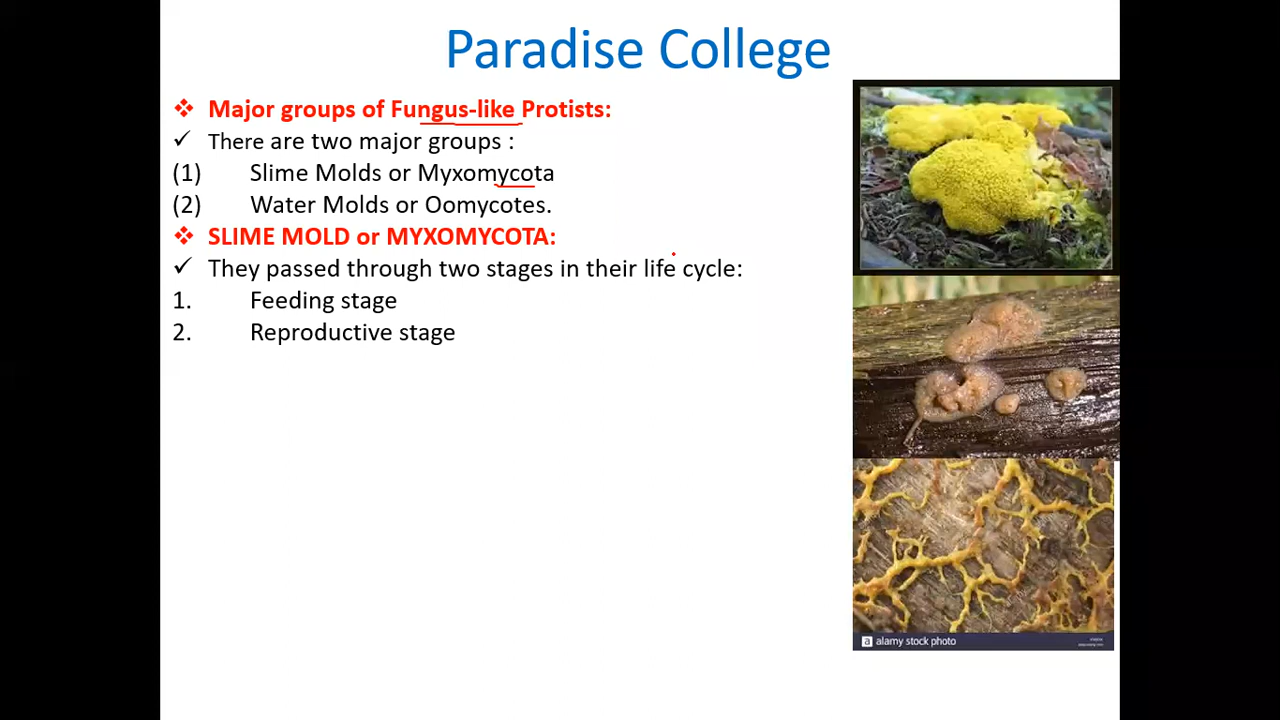 Paradise College
❖ Major groups of Fungus-like Protists:
✓ There are two major groups :
(1) Slime Molds or Myxomycota
(2) Water Molds or Oomycotes.
❖ SLIME MOLD or MYXOMYCOTA:
✓ They passed through two stages in their life cycle:
1. Feeding stage
2. Reproductive stage
a alamy stock photo